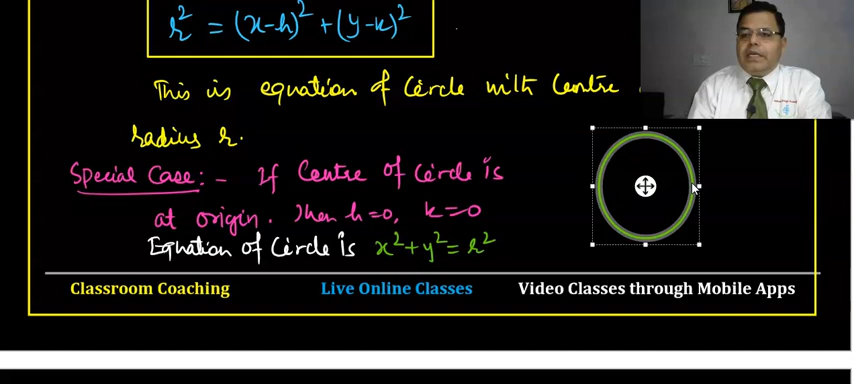 r² = (x-h)² + (y-k)²
This is equation of Circle with Centre
radius r.
Special Case:- If Centre of Circle is
at origin. Then h=0, k=0
Equation of Circle is x²+y²=r²
Classroom Coaching Live Online Classes Video Classes through Mobile Apps